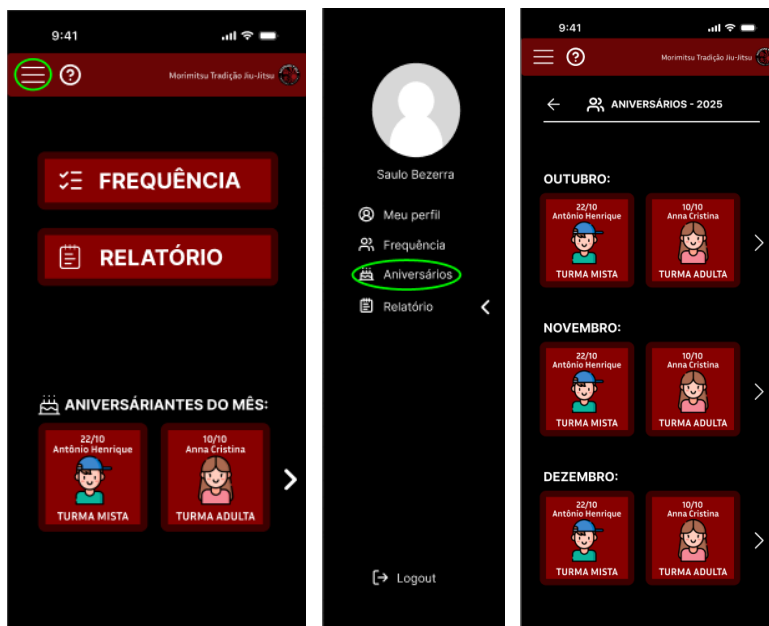 9:41
Morimitsu Tradição Jiu-Jitsu
FREQUÊNCIA
RELATÓRIO
ANIVERSÁRIANTES DO MÊS:
22/10
Antônio Henrique
TURMA MISTA
10/10
Anna Cristina
TURMA ADULTA
Saulo Bezerra
Meu perfil
Frequência
Aniversários
Relatório
Logout
9:41
Morimitsu Tradição Jiu-Jitsu
ANIVERSÁRIOS - 2025
OUTUBRO:
22/10
Antônio Henrique
TURMA MISTA
10/10
Anna Cristina
TURMA ADULTA
NOVEMBRO:
22/10
Antônio Henrique
TURMA MISTA
10/10
Anna Cristina
TURMA ADULTA
DEZEMBRO:
22/10
Antônio Henrique
TURMA MISTA
10/10
Anna Cristina
TURMA ADULTA